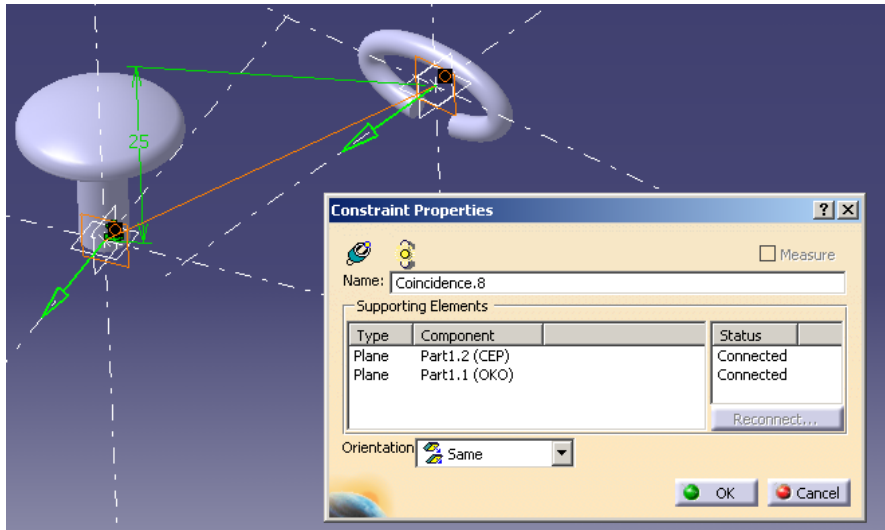 25
Constraint Properties
Measure
Name: Coincidence.8
Supporting Elements
Type Component Status
Plane Part1.2 (CEP) Connected
Plane Part1.1 (OKO) Connected
Reconnect...
Orientation Same
OK Cancel